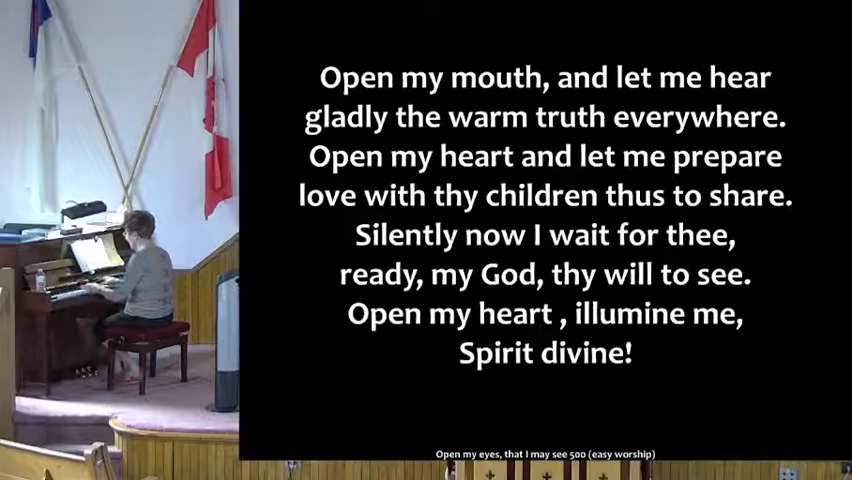 Open my mouth, and let me hear
gladly the warm truth everywhere.
Open my heart and let me prepare
love with thy children thus to share.
Silently now I wait for thee,
ready, my God, thy will to see.
Open my heart , illumine me,
Spirit divine!
Open my eyes, that I may see 500 (easy worship)